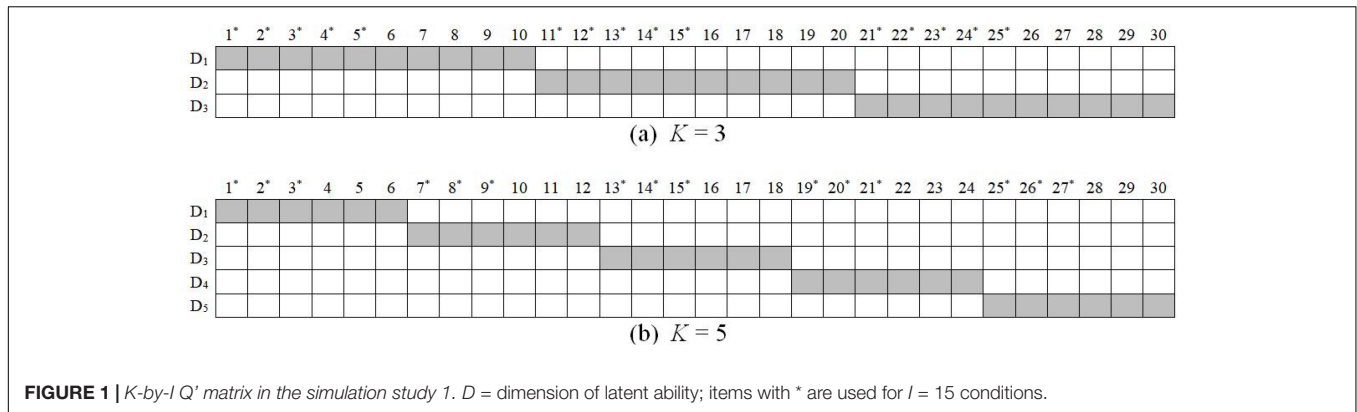 1* 2* 3* 4* 5* 6 7 8 9 10 11* 12* 13* 14* 15* 16 17 18 19 20 21* 22* 23* 24* 25* 26 27 28 29 30
D₁
D₂
D₃
(a) K = 3
1* 2* 3* 4 5 6 7* 8* 9* 10 11 12 13* 14* 15* 16 17 18 19* 20* 21* 22 23 24 25* 26* 27* 28 29 30
D₁
D₂
D₃
D₄
D₅
(b) K = 5
FIGURE 1 | K-by-I Q’ matrix in the simulation study 1. D = dimension of latent ability; items with * are used for I = 15 conditions.